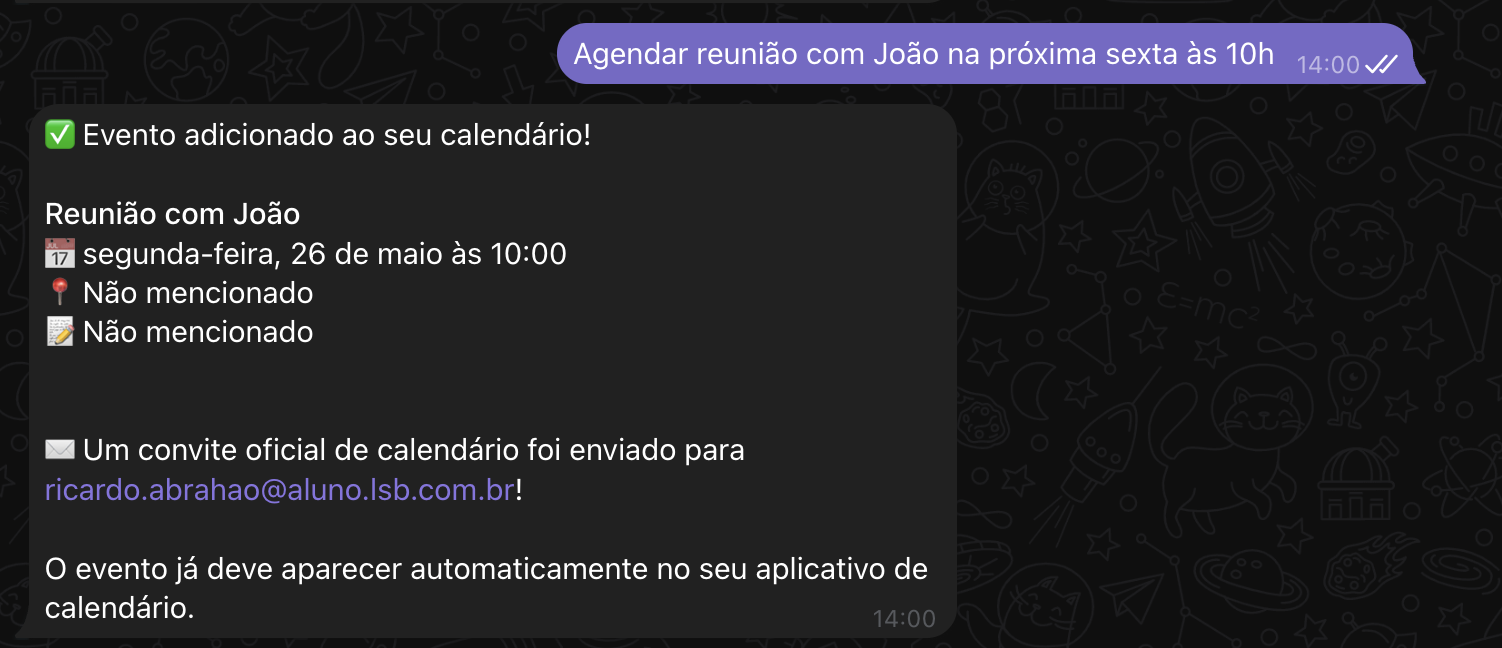 Agendar reunião com João na próxima sexta às 10h 14:00
✅ Evento adicionado ao seu calendário!
Reunião com João
📅 segunda-feira, 26 de maio às 10:00
📍 Não mencionado
📝 Não mencionado
✉️ Um convite oficial de calendário foi enviado para
ricardo.abrahao@aluno.lsb.com.br!
O evento já deve aparecer automaticamente no seu aplicativo de
calendário.
14:00